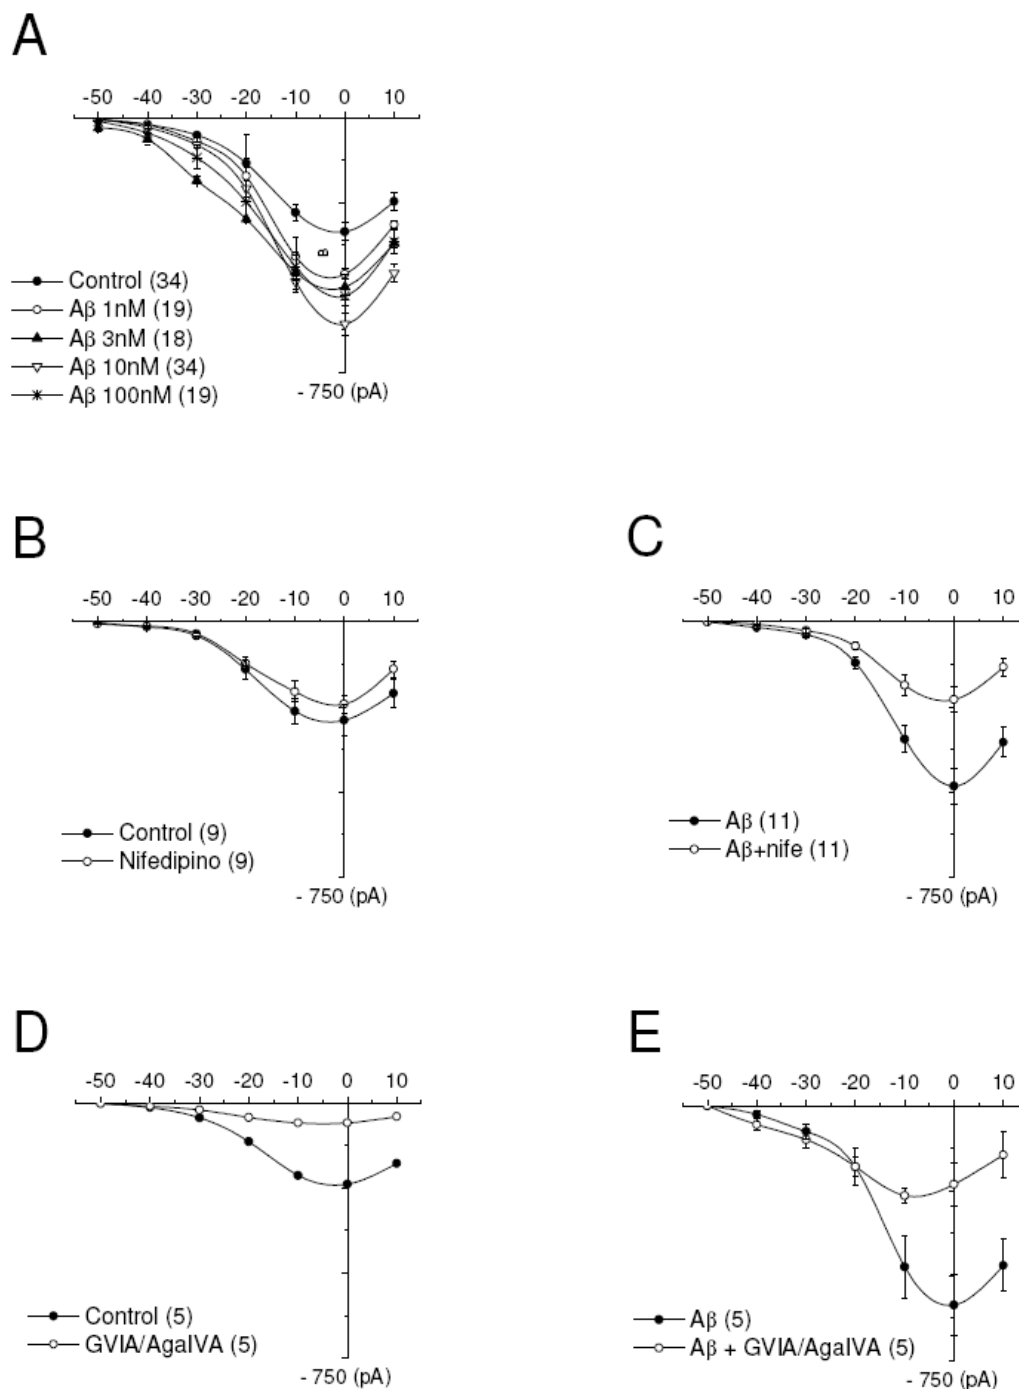 A
-50 -40 -30 -20 -10 0 10
B
Control (34)
Aβ 1nM (19)
Aβ 3nM (18)
Aβ 10nM (34)
Aβ 100nM (19)
- 750 (pA)
B
-50 -40 -30 -20 -10 0 10
Control (9)
Nifedipino (9)
- 750 (pA)
C
-50 -40 -30 -20 -10 0 10
Aβ (11)
Aβ+nife (11)
- 750 (pA)
D
-50 -40 -30 -20 -10 0 10
Control (5)
GVIA/AgaIVA (5)
- 750 (pA)
E
-50 -40 -30 -20 -10 0 10
Aβ (5)
Aβ + GVIA/AgaIVA (5)
- 750 (pA)